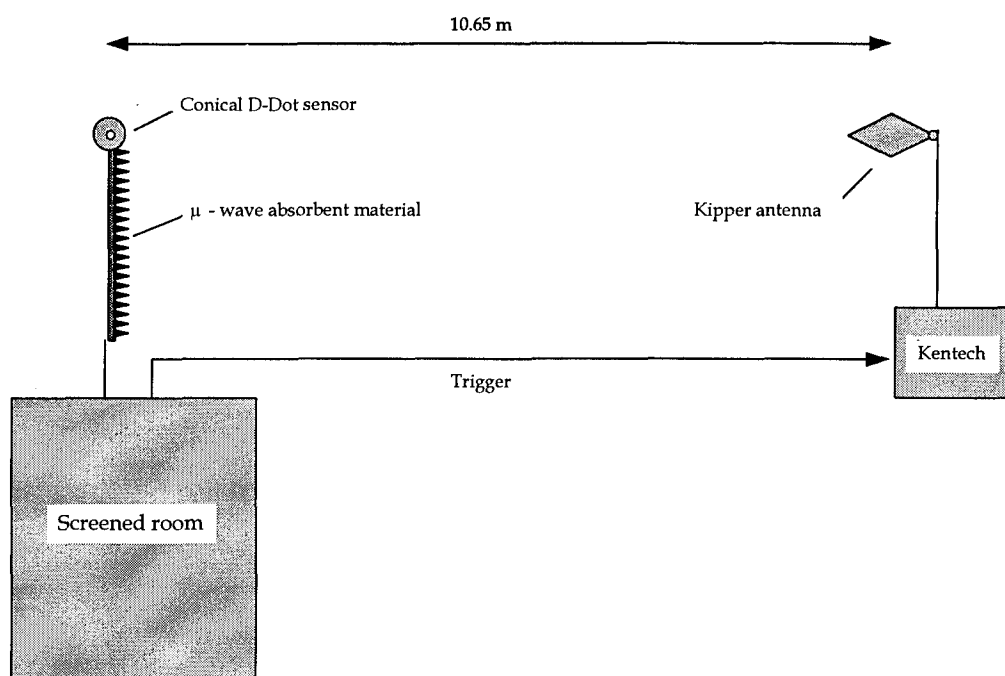 10.65 m
Conical D-Dot sensor
μ - wave absorbent material
Kipper antenna
Kentech
Trigger
Screened room